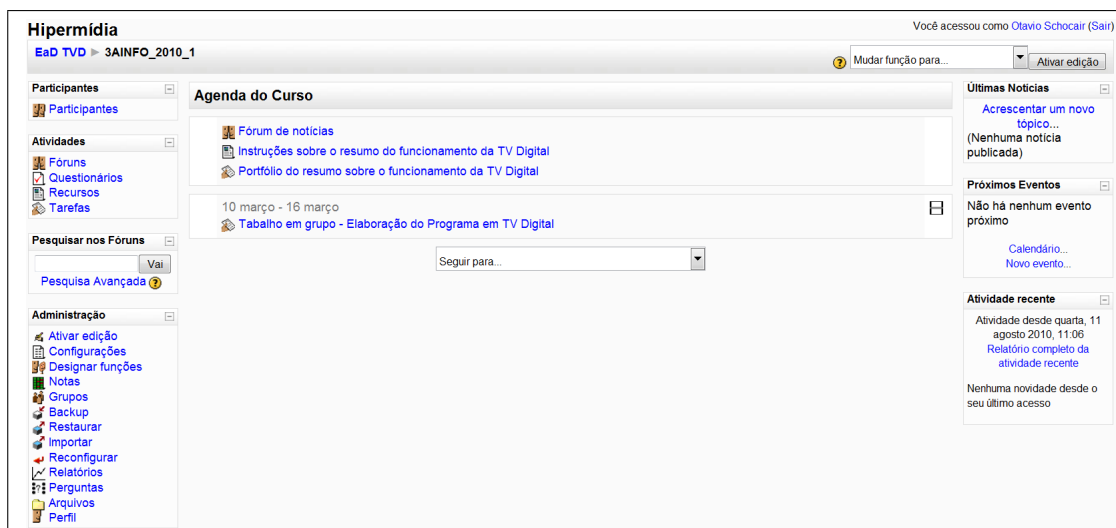 Hipermídia
Você acessou como Otavio Schocair (Sair)
EaD TVD ► 3AINFO_2010_1
? Mudar função para...
Ativar edição
Participantes
Participantes
Atividades
Fóruns
Questionários
Recursos
Tarefas
Pesquisar nos Fóruns
Vai
Pesquisa Avançada ?
Administração
Ativar edição
Configurações
Designar funções
Notas
Grupos
Backup
Restaurar
Importar
Reconfigurar
Relatórios
Perguntas
Arquivos
Perfil
Agenda do Curso
Fórum de notícias
Instruções sobre o resumo do funcionamento da TV Digital
Portfólio do resumo sobre o funcionamento da TV Digital
10 março - 16 março
Tabalho em grupo - Elaboração do Programa em TV Digital
Seguir para...
Últimas Notícias
Acrescentar um novo
tópico...
(Nenhuma notícia
publicada)
Próximos Eventos
Não há nenhum evento
próximo
Calendário...
Novo evento...
Atividade recente
Atividade desde quarta, 11
agosto 2010, 11:06
Relatório completo da
atividade recente
Nenhuma novidade desde o
seu último acesso